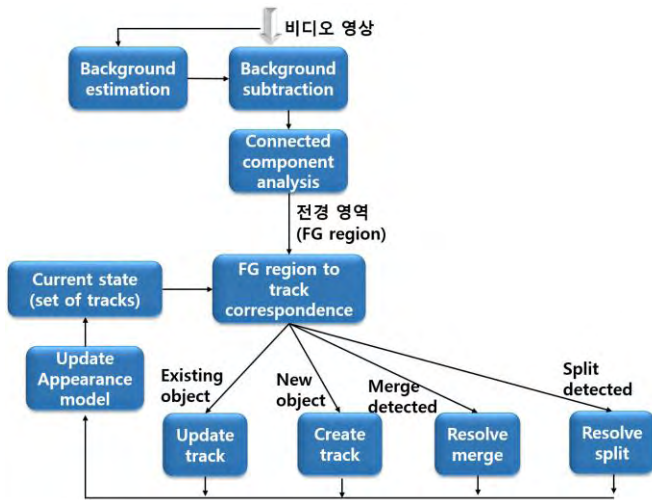 비디오 영상
Background
estimation
Background
subtraction
Connected
component
analysis
전경 영역
(FG region)
Current state
(set of tracks)
FG region to
track
correspondence
Update
Appearance
model
Existing
object
New
object
Merge
detected
Split
detected
Update
track
Create
track
Resolve
merge
Resolve
split